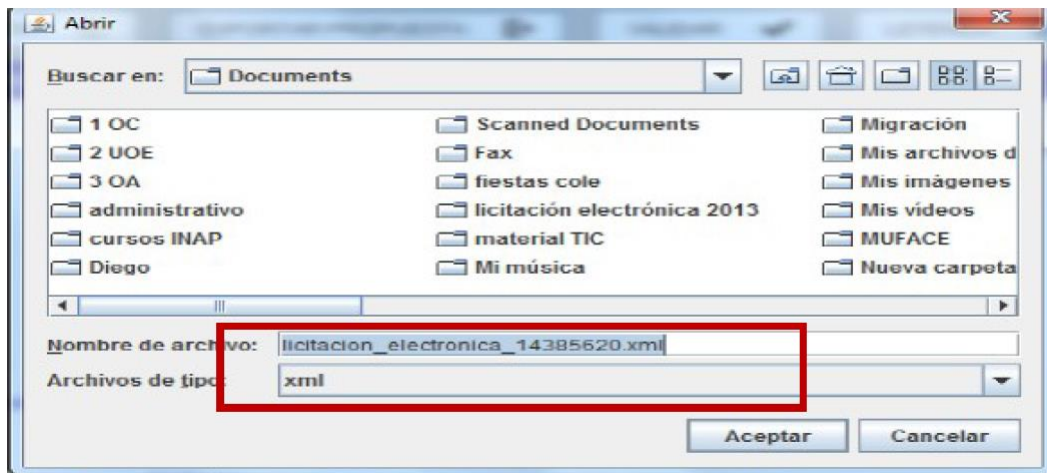 Abrir
Buscar en: Documents
1 OC Scanned Documents Migración
2 UOE Fax Mis archivos d
3 OA fiestas cole Mis imágenes
administrativo licitación electrónica 2013 Mis vídeos
cursos INAP material TIC MUFACE
Diego Mi música Nueva carpeta
Nombre de archivo: licitacion_electronica_14385620.xml
Archivos de tipo: xml
Aceptar Cancelar